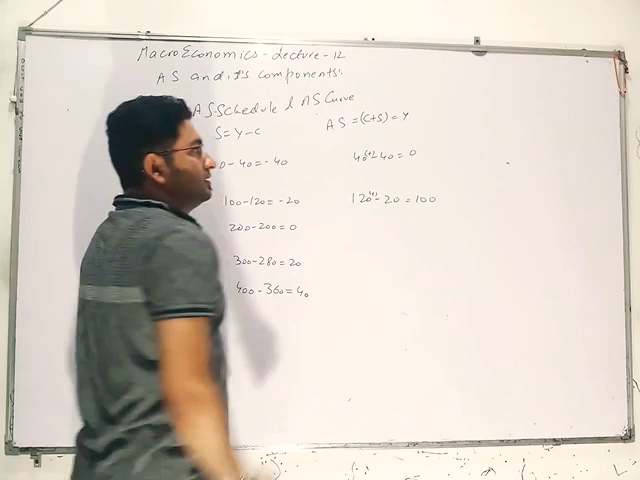 MacroEconomics - Lecture - 12
AS and it's components:
AS Schedule & AS Curve
S = Y - C
AS = (C+S) = Y
0 - 40 = - 40
40 (+) - 40 = 0
100 - 120 = - 20
120 (+) - 20 = 100
200 - 200 = 0
300 - 280 = 20
400 - 360 = 40